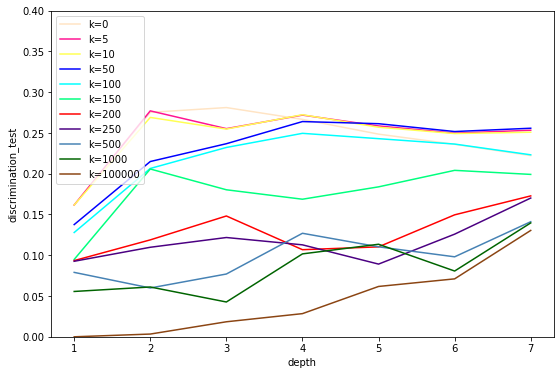 0.40
0.35
0.30
0.25
0.20
0.15
0.10
0.05
0.00
discrimination_test
k=0
k=5
k=10
k=50
k=100
k=150
k=200
k=250
k=500
k=1000
k=100000
1 2 3 4 5 6 7
depth